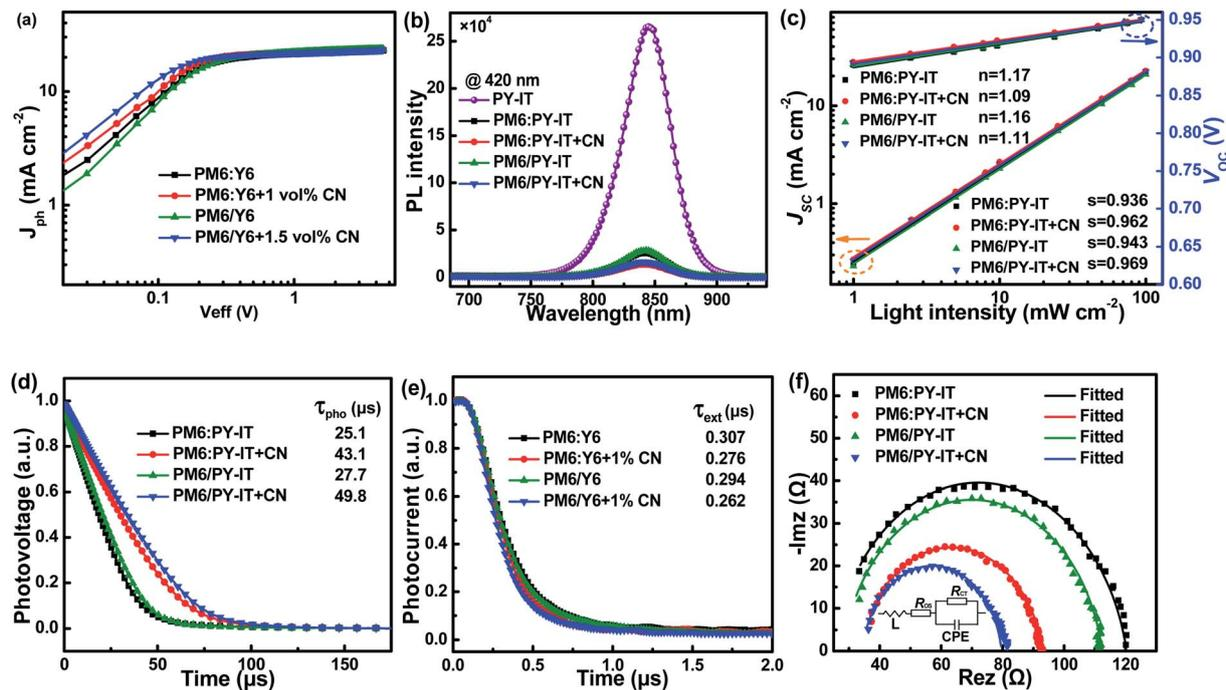 (a)
J_ph (mA cm⁻²)
10
1
PM6:Y6
PM6:Y6+1 vol% CN
PM6/Y6
PM6/Y6+1.5 vol% CN
0.1 1
Veff (V)
(b)
×10⁴
PL intensity
25
20
15
10
5
0
@ 420 nm
PY-IT
PM6:PY-IT
PM6:PY-IT+CN
PM6/PY-IT
PM6/PY-IT+CN
700 750 800 850 900
Wavelength (nm)
(c)
J_SC (mA cm⁻²)
10
1
PM6:PY-IT n=1.17
PM6:PY-IT+CN n=1.09
PM6/PY-IT n=1.16
PM6/PY-IT+CN n=1.11
PM6:PY-IT s=0.936
PM6:PY-IT+CN s=0.962
PM6/PY-IT s=0.943
PM6/PY-IT+CN s=0.969
0.95
0.90
0.85
0.80
0.75
0.70
0.65
0.60
V_OC (V)
1 10 100
Light intensity (mW cm⁻²)
(d)
Photovoltage (a.u.)
1.0
0.8
0.6
0.4
0.2
0.0
τ_pho (μs)
PM6:PY-IT 25.1
PM6:PY-IT+CN 43.1
PM6/PY-IT 27.7
PM6/PY-IT+CN 49.8
0 50 100 150
Time (μs)
(e)
Photocurrent (a.u.)
1.0
0.8
0.6
0.4
0.2
0.0
τ_ext (μs)
PM6:Y6 0.307
PM6:Y6+1% CN 0.276
PM6/Y6 0.294
PM6/Y6+1% CN 0.262
0.0 0.5 1.0 1.5 2.0
Time (μs)
(f)
-Imz (Ω)
-60
50
40
30
20
10
0
PM6:PY-IT Fitted
PM6:PY-IT+CN Fitted
PM6/PY-IT Fitted
PM6/PY-IT+CN Fitted
L
R_OS
R_CT
CPE
40 60 80 100 120
Rez (Ω)